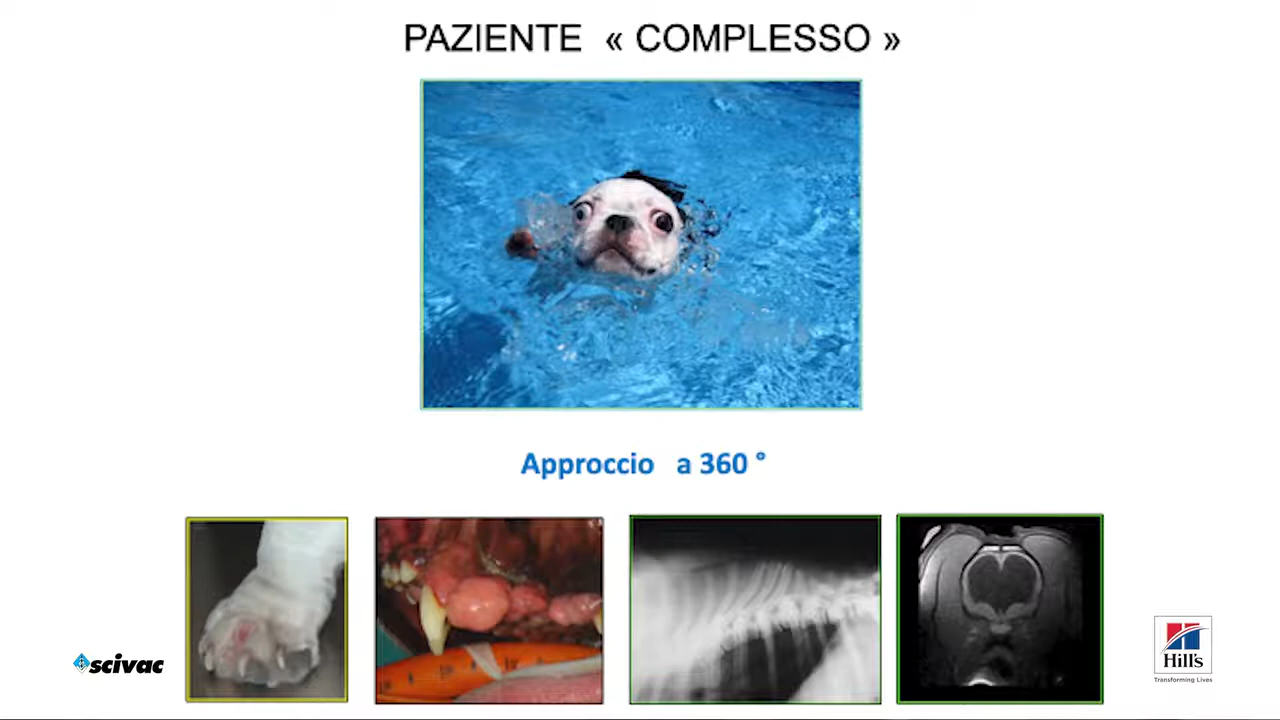 PAZIENTE « COMPLESSO »
Approccio a 360 °
scivac
Hill's
Transforming Lives